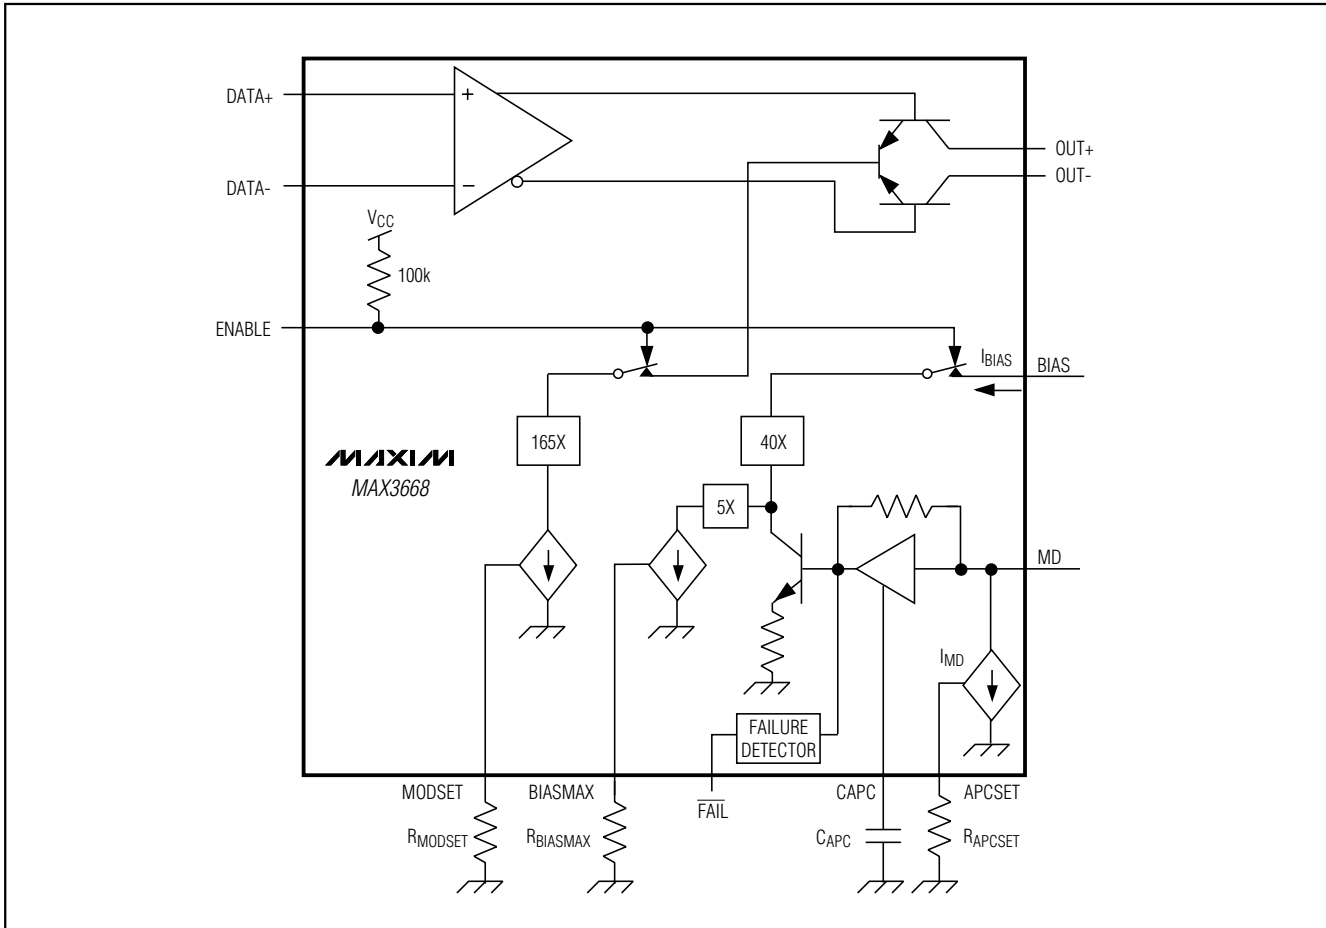 DATA+
OUT+
OUT-
DATA-
VCC
100k
ENABLE
IBIAS
BIAS
165X
40X
MAXIM
MAX3668
5X
MD
IMD
FAILURE
DETECTOR
MODSET
BIASMAX
FAIL
CAPC
APCSET
RMODSET
RBIASMAX
CAPC
RAPCSET
+
−